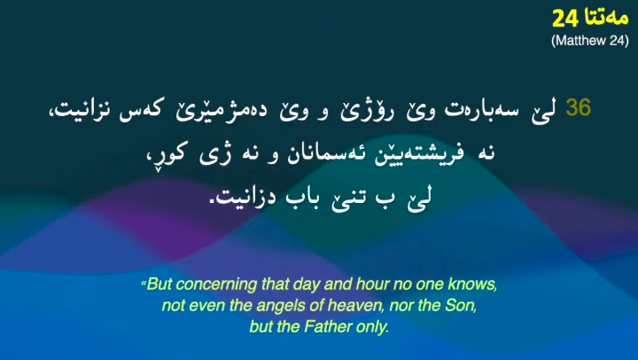 مەتتا 24
(Matthew 24)
36 لێ سەبارەت وێ رۆژێ و وێ دەمژمێرێ کەس نزانیت،
نە فریشتەیێن ئەسمانان و نە ژی کوڕ،
لێ ب تنێ باب دزانیت.
"But concerning that day and hour no one knows,
not even the angels of heaven, nor the Son,
but the Father only.